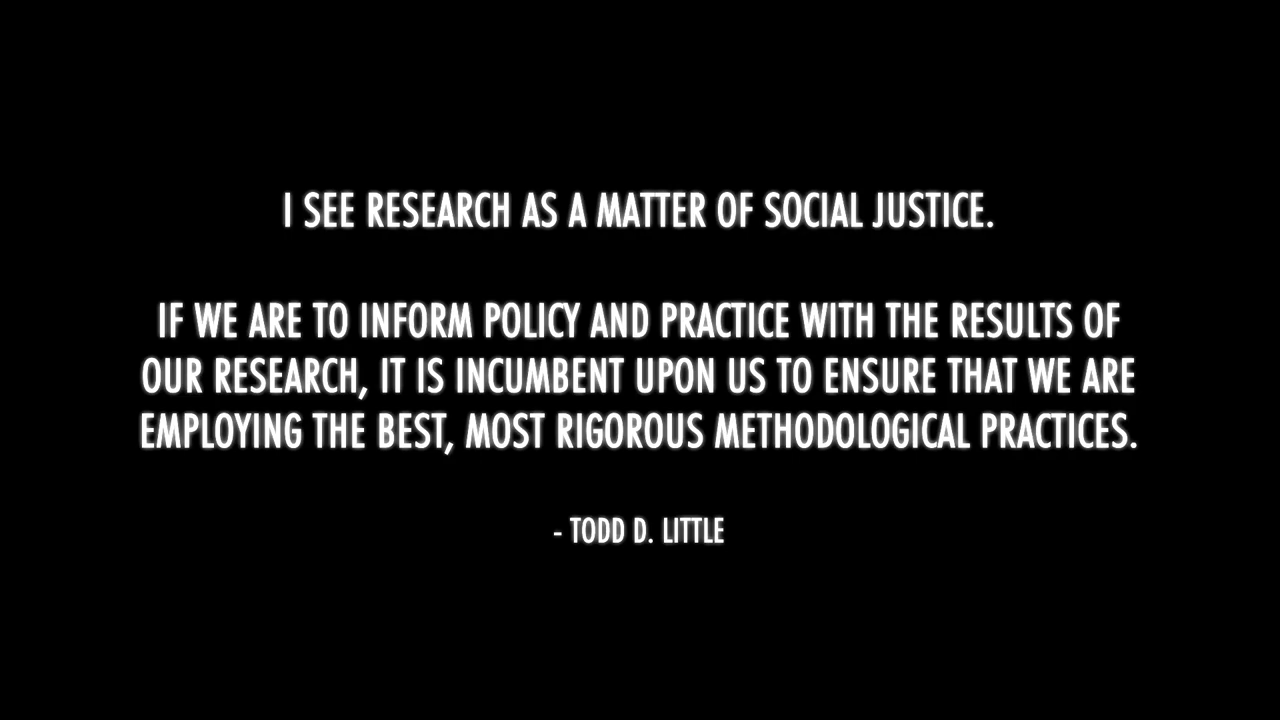 I SEE RESEARCH AS A MATTER OF SOCIAL JUSTICE.
IF WE ARE TO INFORM POLICY AND PRACTICE WITH THE RESULTS OF
OUR RESEARCH, IT IS INCUMBENT UPON US TO ENSURE THAT WE ARE
EMPLOYING THE BEST, MOST RIGOROUS METHODOLOGICAL PRACTICES.
- TODD D. LITTLE